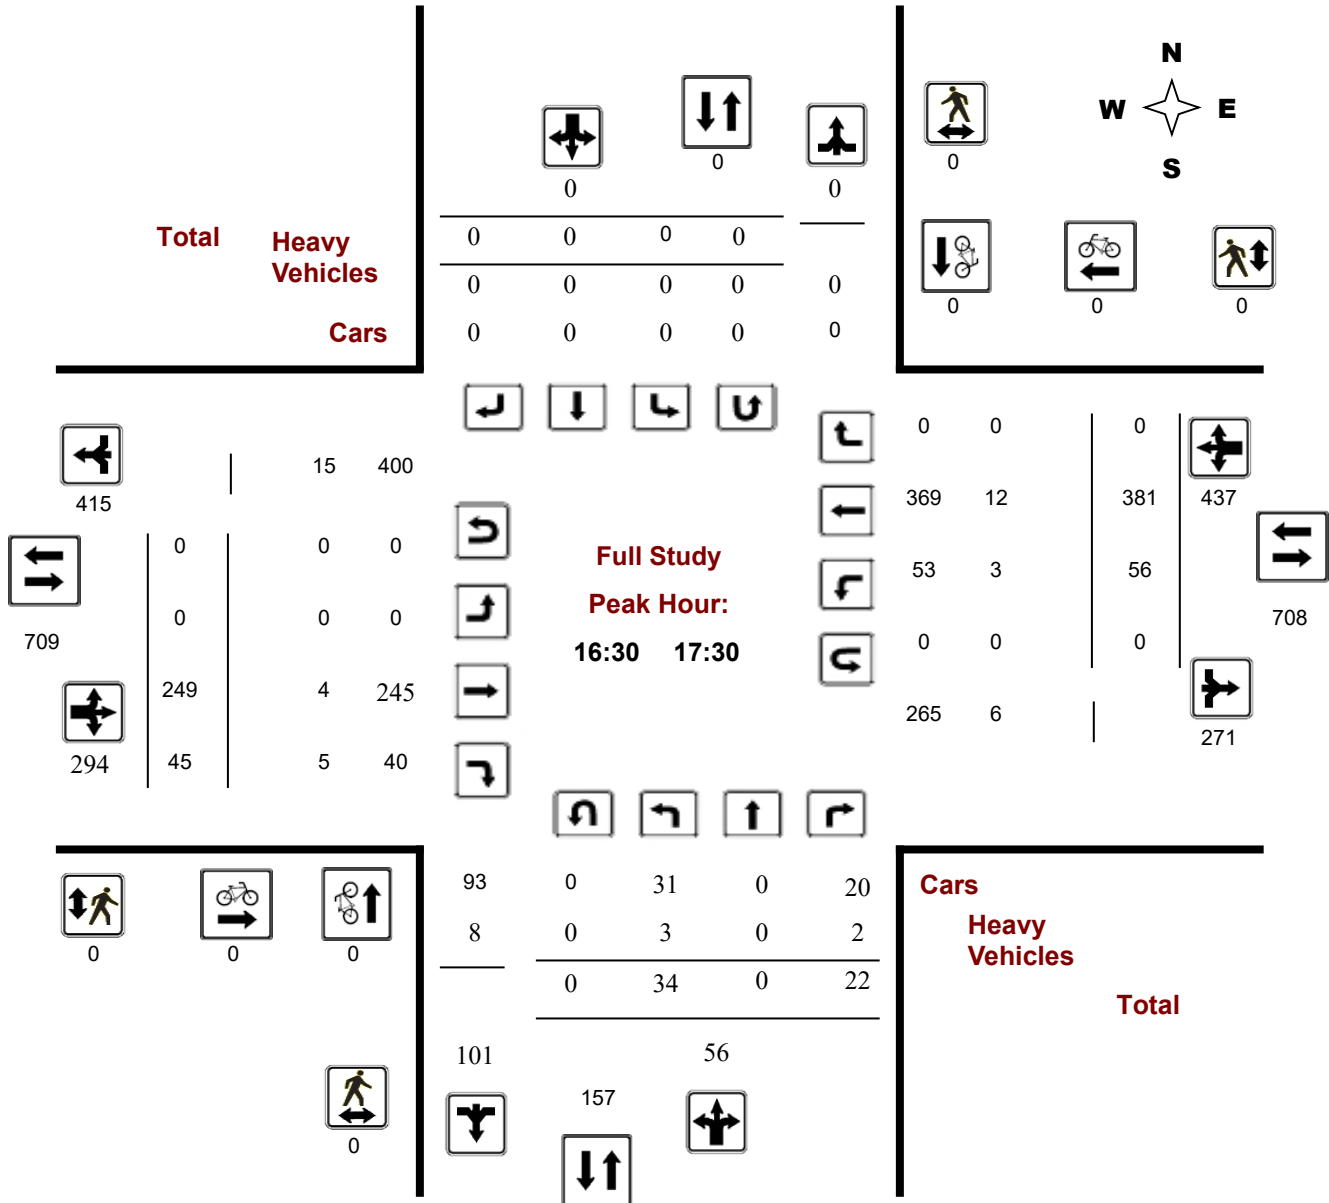 N
W E
S
0
0 0
0
Total Heavy Vehicles
0 0 0 0
0 0 0
0 0 0 0 0
Cars 0 0 0 0 0
0 0 0
15 400
415
369 12 381 437
0 0 0
Full Study
53 3 56
Peak Hour:
0 0 0
708
709
16:30 17:30
0 0 0
249 4 245
265 6
271
294 45 5 40
93 0 31 0 20
Cars
8 0 3 0 2
Heavy
Vehicles
0 0 0
0 34 0 22
Total
101 56
157
0